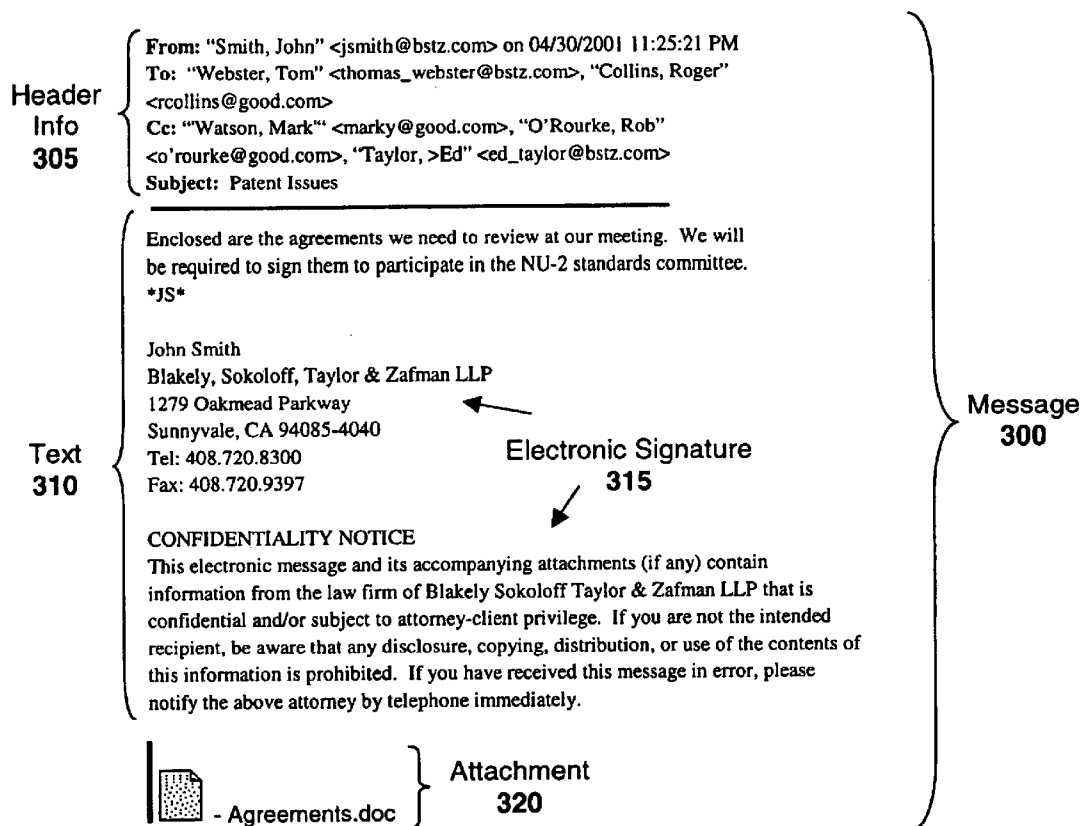 From: "Smith, John" <jsmith@bstz.com> on 04/30/2001 11:25:21 PM
To: "Webster, Tom" <thomas_webster@bstz.com>, "Collins, Roger"
<rcollins@good.com>
Cc: "'Watson, Mark'" <marky@good.com>, "O'Rourke, Rob"
<o'rourke@good.com>, "Taylor, >Ed" <ed_taylor@bstz.com>
Subject: Patent Issues
Header
Info
305
Enclosed are the agreements we need to review at our meeting. We will
be required to sign them to participate in the NU-2 standards committee.
*JS*
John Smith
Blakely, Sokoloff, Taylor & Zafman LLP
1279 Oakmead Parkway
Sunnyvale, CA 94085-4040
Tel: 408.720.8300
Fax: 408.720.9397
Electronic Signature
315
Text
310
CONFIDENTIALITY NOTICE
This electronic message and its accompanying attachments (if any) contain
information from the law firm of Blakely Sokoloff Taylor & Zafman LLP that is
confidential and/or subject to attorney-client privilege. If you are not the intended
recipient, be aware that any disclosure, copying, distribution, or use of the contents of
this information is prohibited. If you have received this message in error, please
notify the above attorney by telephone immediately.
- Agreements.doc
Attachment
320
Message
300